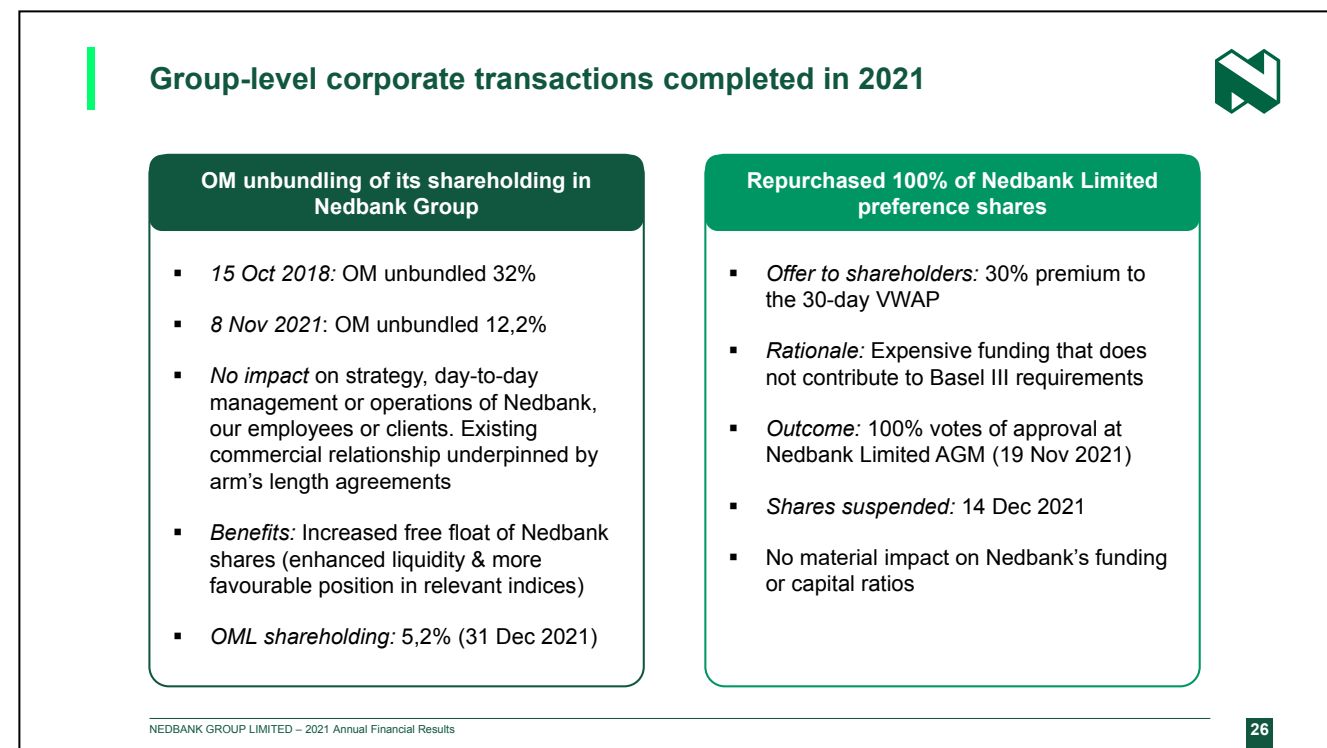 Group-level corporate transactions completed in 2021
OM unbundling of its shareholding in
Nedbank Group
▪ 15 Oct 2018: OM unbundled 32%
▪ 8 Nov 2021: OM unbundled 12,2%
▪ No impact on strategy, day-to-day
management or operations of Nedbank,
our employees or clients. Existing
commercial relationship underpinned by
arm’s length agreements
▪ Benefits: Increased free float of Nedbank
shares (enhanced liquidity & more
favourable position in relevant indices)
▪ OML shareholding: 5,2% (31 Dec 2021)
Repurchased 100% of Nedbank Limited
preference shares
▪ Offer to shareholders: 30% premium to
the 30-day VWAP
▪ Rationale: Expensive funding that does
not contribute to Basel III requirements
▪ Outcome: 100% votes of approval at
Nedbank Limited AGM (19 Nov 2021)
▪ Shares suspended: 14 Dec 2021
▪ No material impact on Nedbank’s funding
or capital ratios
NEDBANK GROUP LIMITED – 2021 Annual Financial Results
26